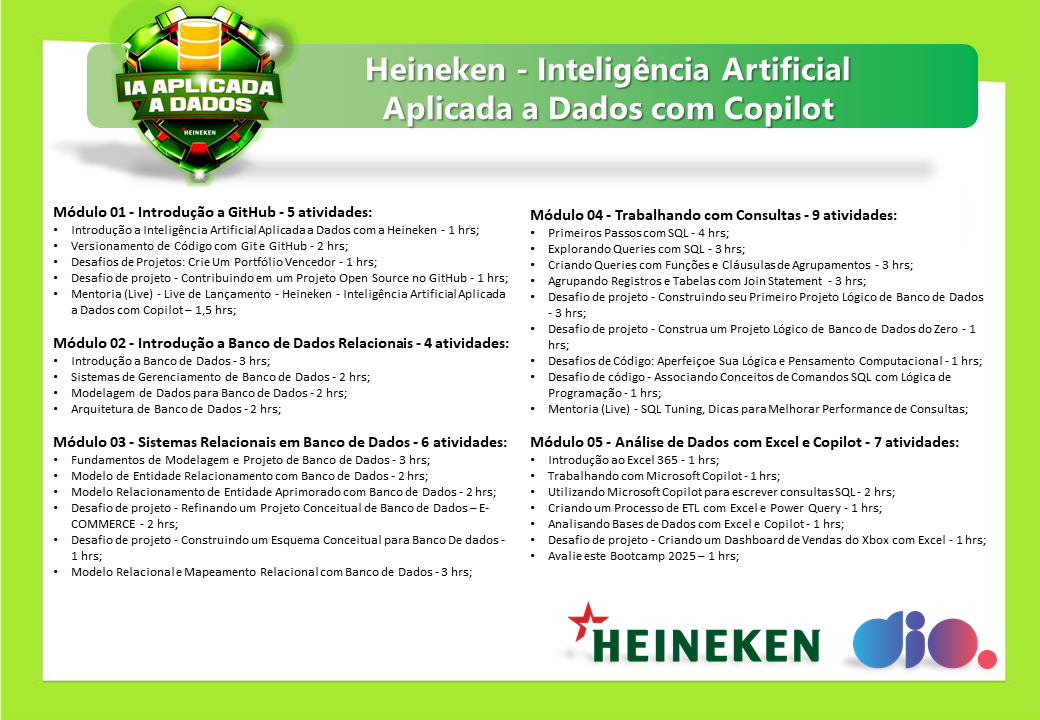 IA APLICADA
A DADOS
HEINEKEN
Heineken - Inteligência Artificial
Aplicada a Dados com Copilot
Módulo 01 - Introdução a GitHub - 5 atividades:
• Introdução a Inteligência Artificial Aplicada a Dados com a Heineken - 1 hrs;
• Versionamento de Código com Git e GitHub - 2 hrs;
• Desafios de Projetos: Crie Um Portfólio Vencedor - 1 hrs;
• Desafio de projeto - Contribuindo em um Projeto Open Source no GitHub - 1 hrs;
• Mentoria (Live) - Live de Lançamento - Heineken - Inteligência Artificial Aplicada
a Dados com Copilot – 1,5 hrs;
Módulo 02 - Introdução a Banco de Dados Relacionais - 4 atividades:
• Introdução a Banco de Dados - 3 hrs;
• Sistemas de Gerenciamento de Banco de Dados - 2 hrs;
• Modelagem de Dados para Banco de Dados - 2 hrs;
• Arquitetura de Banco de Dados - 2 hrs;
Módulo 03 - Sistemas Relacionais em Banco de Dados - 6 atividades:
• Fundamentos de Modelagem e Projeto de Banco de Dados - 3 hrs;
• Modelo de Entidade Relacionamento com Banco de Dados - 2 hrs;
• Modelo Relacionamento de Entidade Aprimorado com Banco de Dados - 2 hrs;
• Desafio de projeto - Refinando um Projeto Conceitual de Banco de Dados – E-
COMMERCE - 2 hrs;
• Desafio de projeto - Construindo um Esquema Conceitual para Banco De dados -
1 hrs;
• Modelo Relacional e Mapeamento Relacional com Banco de Dados - 3 hrs;
Módulo 04 - Trabalhando com Consultas - 9 atividades:
• Primeiros Passos com SQL - 4 hrs;
• Explorando Queries com SQL - 3 hrs;
• Criando Queries com Funções e Cláusulas de Agrupamentos - 3 hrs;
• Agrupando Registros e Tabelas com Join Statement - 3 hrs;
• Desafio de projeto - Construindo seu Primeiro Projeto Lógico de Banco de Dados
- 3 hrs;
• Desafio de projeto - Construa um Projeto Lógico de Banco de Dados do Zero - 1
hrs;
• Desafios de Código: Aperfeiçoe Sua Lógica e Pensamento Computacional - 1 hrs;
• Desafio de código - Associando Conceitos de Comandos SQL com Lógica de
Programação - 1 hrs;
• Mentoria (Live) - SQL Tuning, Dicas para Melhorar Performance de Consultas;
Módulo 05 - Análise de Dados com Excel e Copilot - 7 atividades:
• Introdução ao Excel 365 - 1 hrs;
• Trabalhando com Microsoft Copilot - 1 hrs;
• Utilizando Microsoft Copilot para escrever consultas SQL - 2 hrs;
• Criando um Processo de ETL com Excel e Power Query - 1 hrs;
• Analisando Bases de Dados com Excel e Copilot - 1 hrs;
• Desafio de projeto - Criando um Dashboard de Vendas do Xbox com Excel - 1 hrs;
• Avalie este Bootcamp 2025 – 1 hrs;
HEINEKEN
dio.